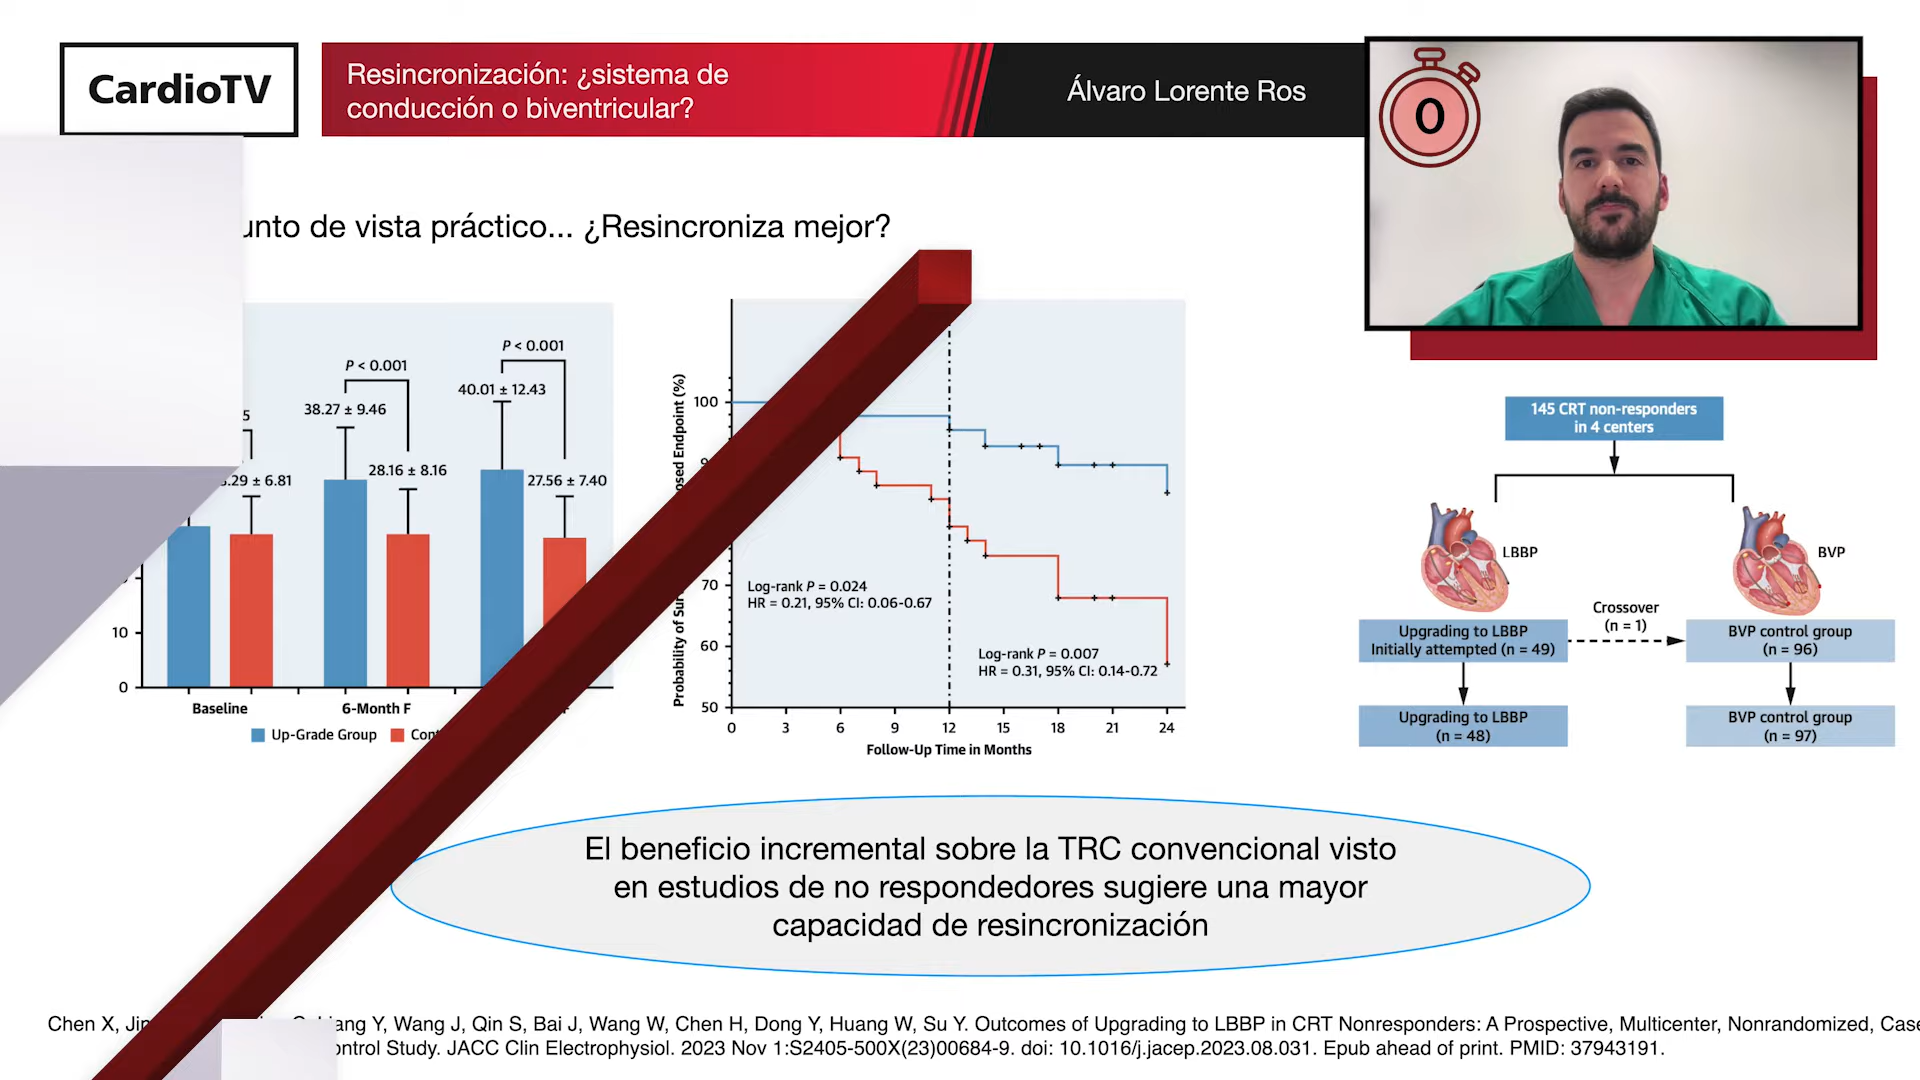 CardioTV
Resincronización: ¿sistema de
conducción o biventricular?
Álvaro Lorente Ros
0
de vista práctico... ¿Resincroniza mejor?
P < 0.001
P < 0.001
40.01 ± 12.43
38.27 ± 9.46
28.16 ± 8.16
27.56 ± 7.40
± 6.81
10
0
Baseline
6-Month F
Up-Grade Group
100
70
60
50
Probability of
Endpoint (%)
Log-rank P = 0.024
HR = 0.21, 95% CI: 0.06-0.67
Log-rank P = 0.007
HR = 0.31, 95% CI: 0.14-0.72
0 3 6 9 12 15 18 21 24
Follow-Up Time in Months
145 CRT non-responders
in 4 centers
LBBP
BVP
Crossover
(n = 1)
Upgrading to LBBP
Initially attempted (n = 49)
BVP control group
(n = 96)
Upgrading to LBBP
(n = 48)
BVP control group
(n = 97)
El beneficio incremental sobre la TRC convencional visto
en estudios de no respondedores sugiere una mayor
capacidad de resincronización
Chen X, Y, Wang J, Qin S, Bai J, Wang W, Chen H, Dong Y, Huang W, Su Y. Outcomes of Upgrading to LBBP in CRT Nonresponders: A Prospective, Multicenter, Nonrandomized, Case
Study. JACC Clin Electrophysiol. 2023 Nov 1:S2405-500X(23)00684-9. doi: 10.1016/j.jacep.2023.08.031. Epub ahead of print. PMID: 37943191.